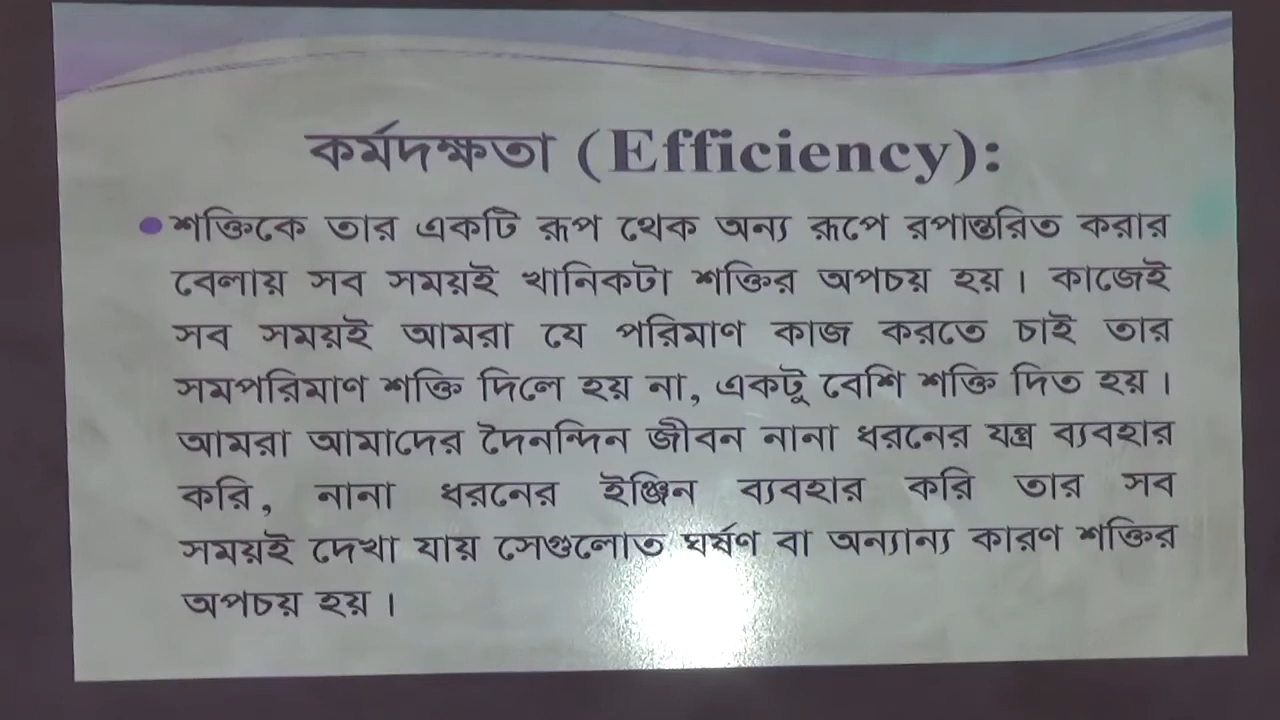 কর্মদক্ষতা (Efficiency):
শক্তিকে তার একটি রূপ থেক অন্য রূপে রপান্তরিত করার
বেলায় সব সময়ই খানিকটা শক্তির অপচয় হয়। কাজেই
সব সময়ই আমরা যে পরিমাণ কাজ করতে চাই তার
সমপরিমাণ শক্তি দিলে হয় না, একটু বেশি শক্তি দিত হয়।
আমরা আমাদের দৈনন্দিন জীবন নানা ধরনের যন্ত্র ব্যবহার
করি, নানা ধরনের ইঞ্জিন ব্যবহার করি তার সব
সময়ই দেখা যায় সেগুলোত ঘর্ষণ বা অন্যান্য কারণ শক্তির
অপচয় হয়।